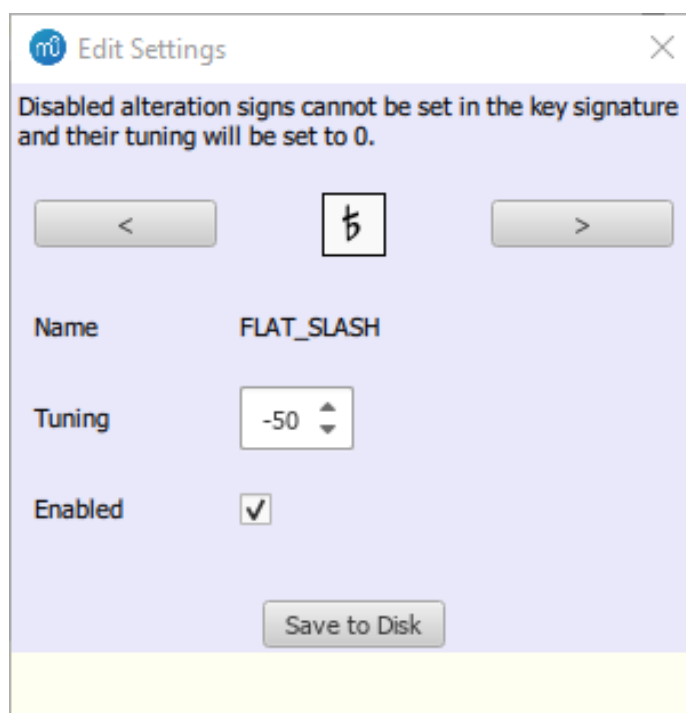 Edit Settings
Disabled alteration signs cannot be set in the key signature
and their tuning will be set to 0.
< >
Name FLAT_SLASH
Tuning -50
Enabled
Save to Disk